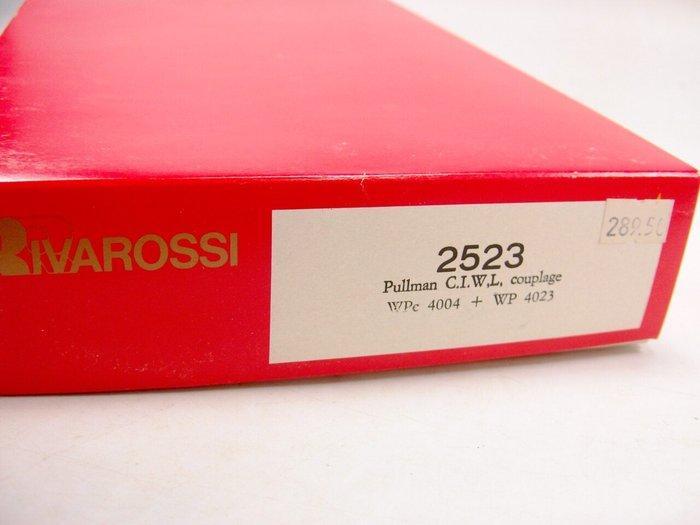 RIVAROSSI
2523
Pullman C.I.W.L. couplage
WPc 4004 + WP 4023
289.50